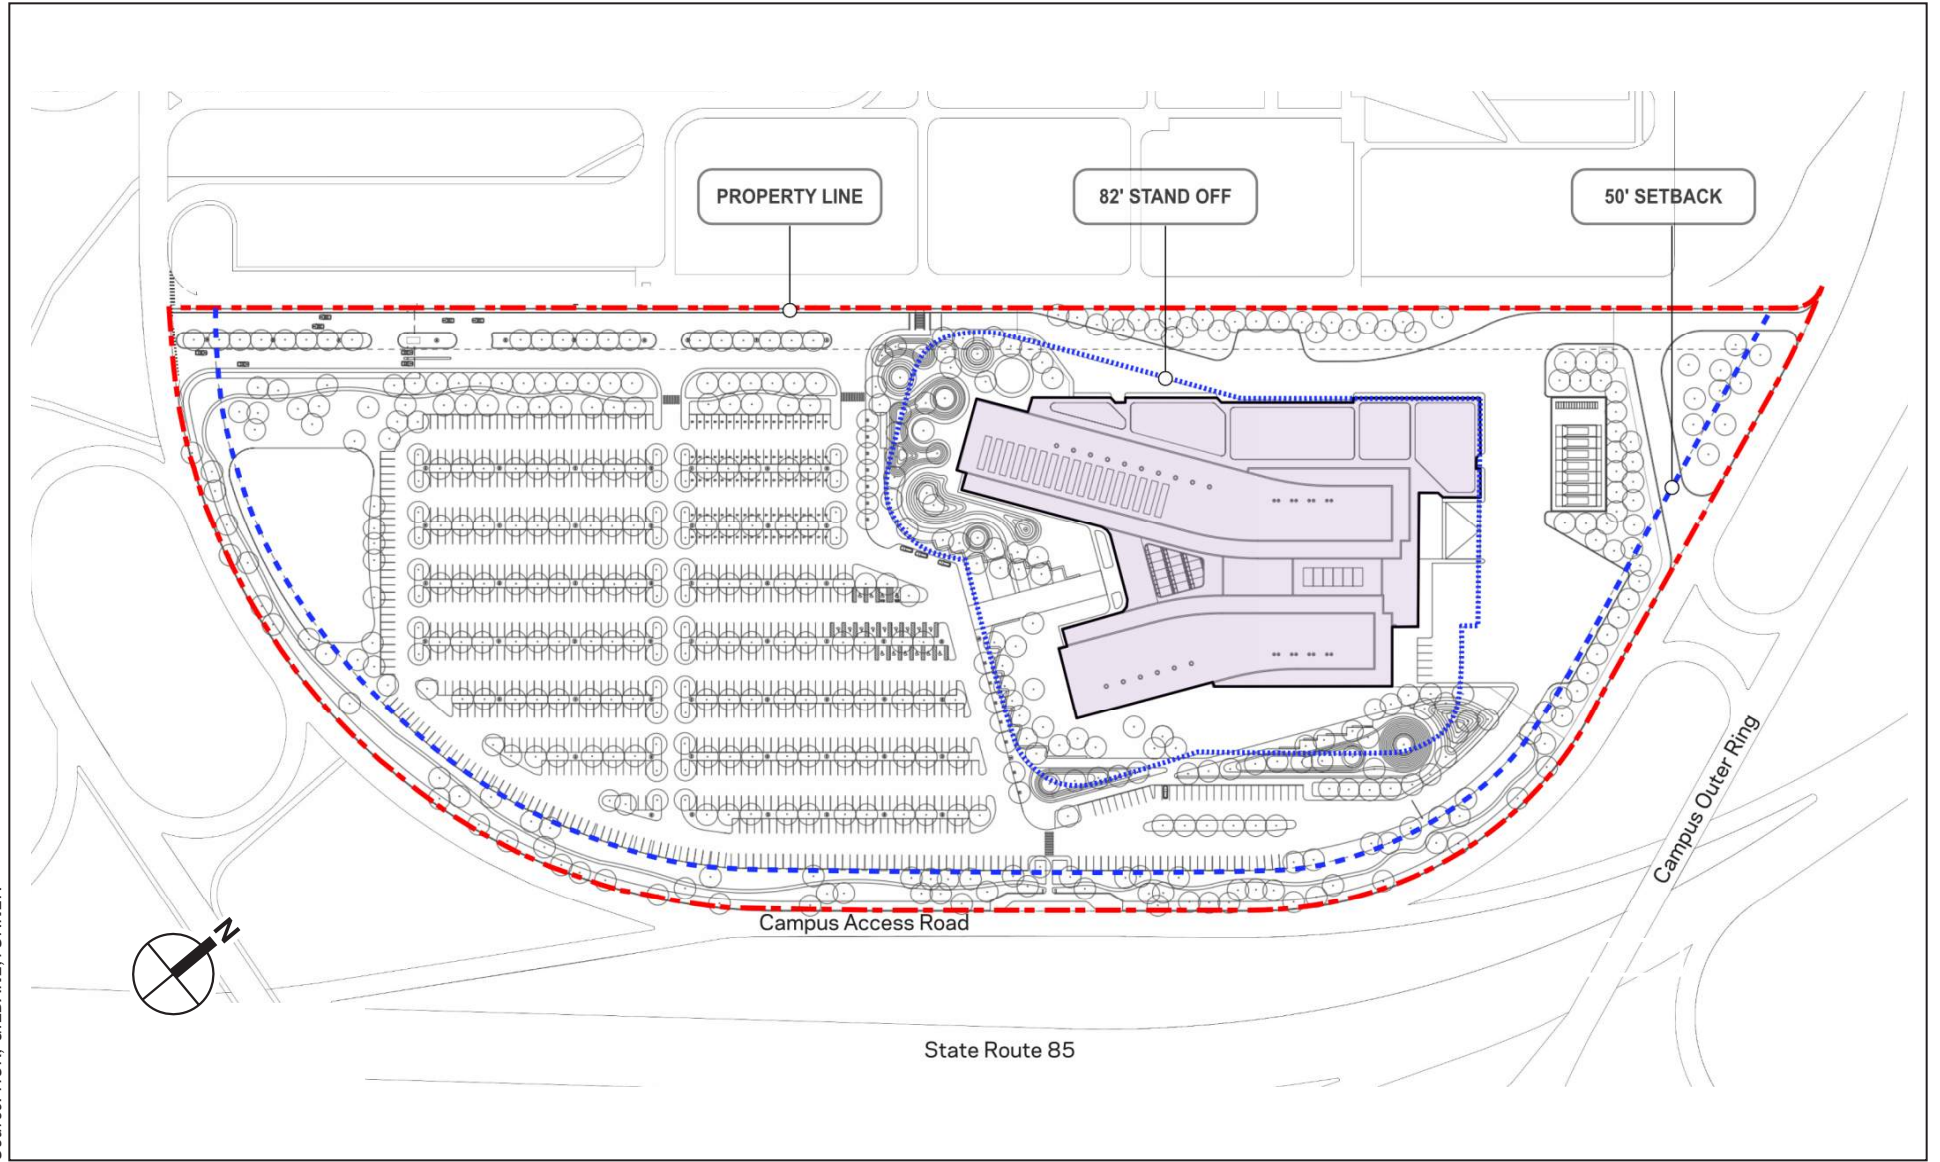 PROPERTY LINE
82' STAND OFF
50' SETBACK
Campus Outer Ring
Campus Access Road
N
State Route 85